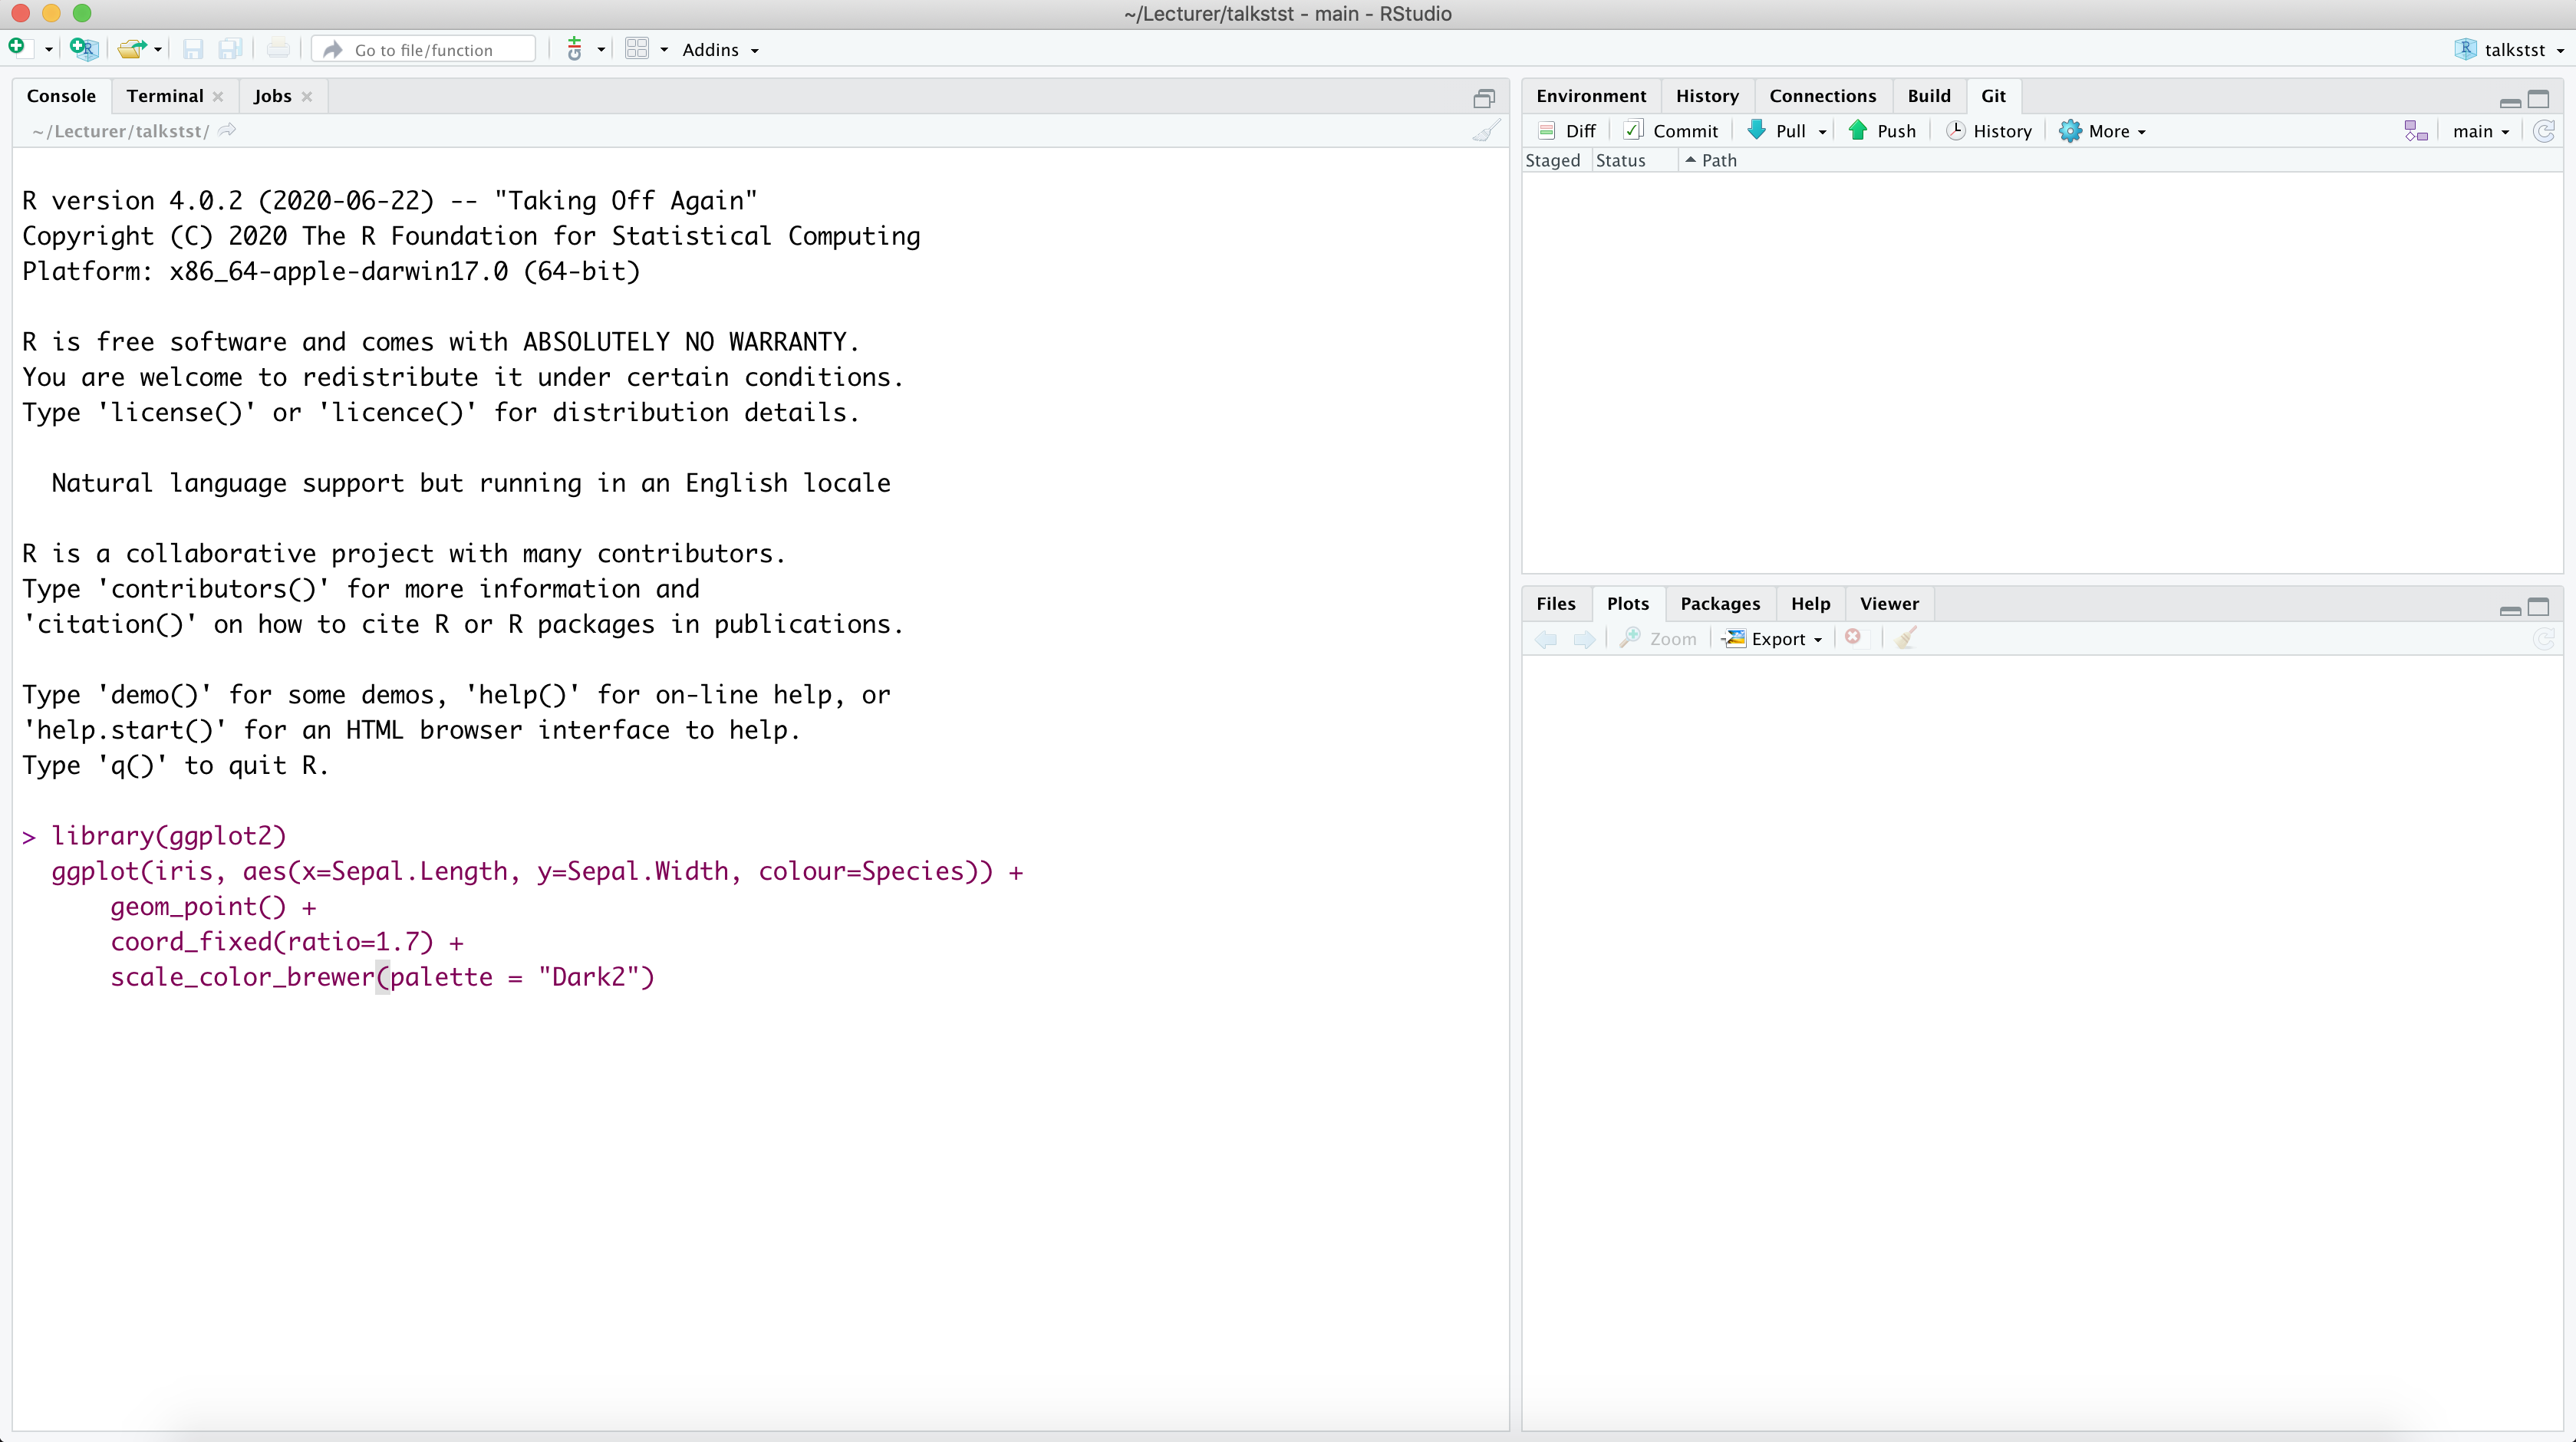 ~/Lecturer/talkstst - main - RStudio
Go to file/function
Addins
talkstst
Console Terminal Jobs
~/Lecturer/talkstst/
R version 4.0.2 (2020-06-22) -- "Taking Off Again"
Copyright (C) 2020 The R Foundation for Statistical Computing
Platform: x86_64-apple-darwin17.0 (64-bit)
R is free software and comes with ABSOLUTELY NO WARRANTY.
You are welcome to redistribute it under certain conditions.
Type 'license()' or 'licence()' for distribution details.
Natural language support but running in an English locale
R is a collaborative project with many contributors.
Type 'contributors()' for more information and
'citation()' on how to cite R or R packages in publications.
Type 'demo()' for some demos, 'help()' for on-line help, or
'help.start()' for an HTML browser interface to help.
Type 'q()' to quit R.
> library(ggplot2)
ggplot(iris, aes(x=Sepal.Length, y=Sepal.Width, colour=Species)) +
geom_point() +
coord_fixed(ratio=1.7) +
scale_color_brewer(palette = "Dark2")
Environment History Connections Build Git
Diff Commit Pull Push History More main
Staged Status Path
Files Plots Packages Help Viewer
Zoom Export